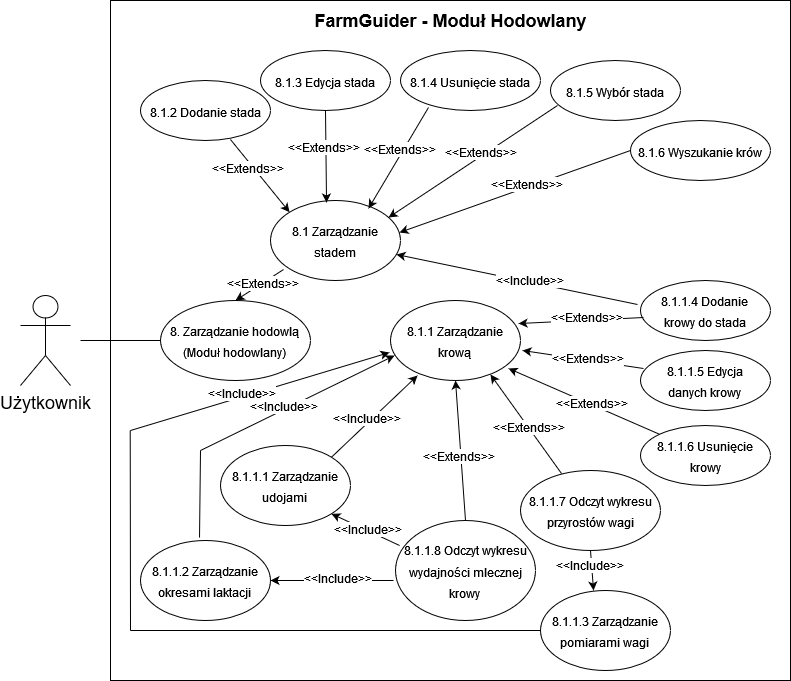 FarmGuider - Moduł Hodowlany
8.1.3 Edycja stada
8.1.4 Usunięcie stada
8.1.5 Wybór stada
8.1.2 Dodanie stada
<<Extends>>
<<Extends>>
<<Extends>>
8.1.6 Wyszukanie krów
<<Extends>>
<<Extends>>
8.1 Zarządzanie
stadem
<<Extends>>
<<Include>>
8.1.1.4 Dodanie
krowy do stada
8. Zarządzanie hodowlą
(Moduł hodowlany)
8.1.1 Zarządzanie
krową
<<Extends>>
<<Extends>>
8.1.1.5 Edycja
danych krowy
Użytkownik
<<Include>>
<<Include>>
<<Include>>
<<Extends>>
<<Extends>>
<<Extends>>
8.1.1.6 Usunięcie
krowy
8.1.1.1 Zarządzanie
udojami
8.1.1.7 Odczyt wykresu
przyrostów wagi
<<Include>>
8.1.1.8 Odczyt wykresu
wydajności mlecznej
krowy
8.1.1.2 Zarządzanie
okresami laktacji
<<Include>>
<<Include>>
8.1.1.3 Zarządzanie
pomiarami wagi